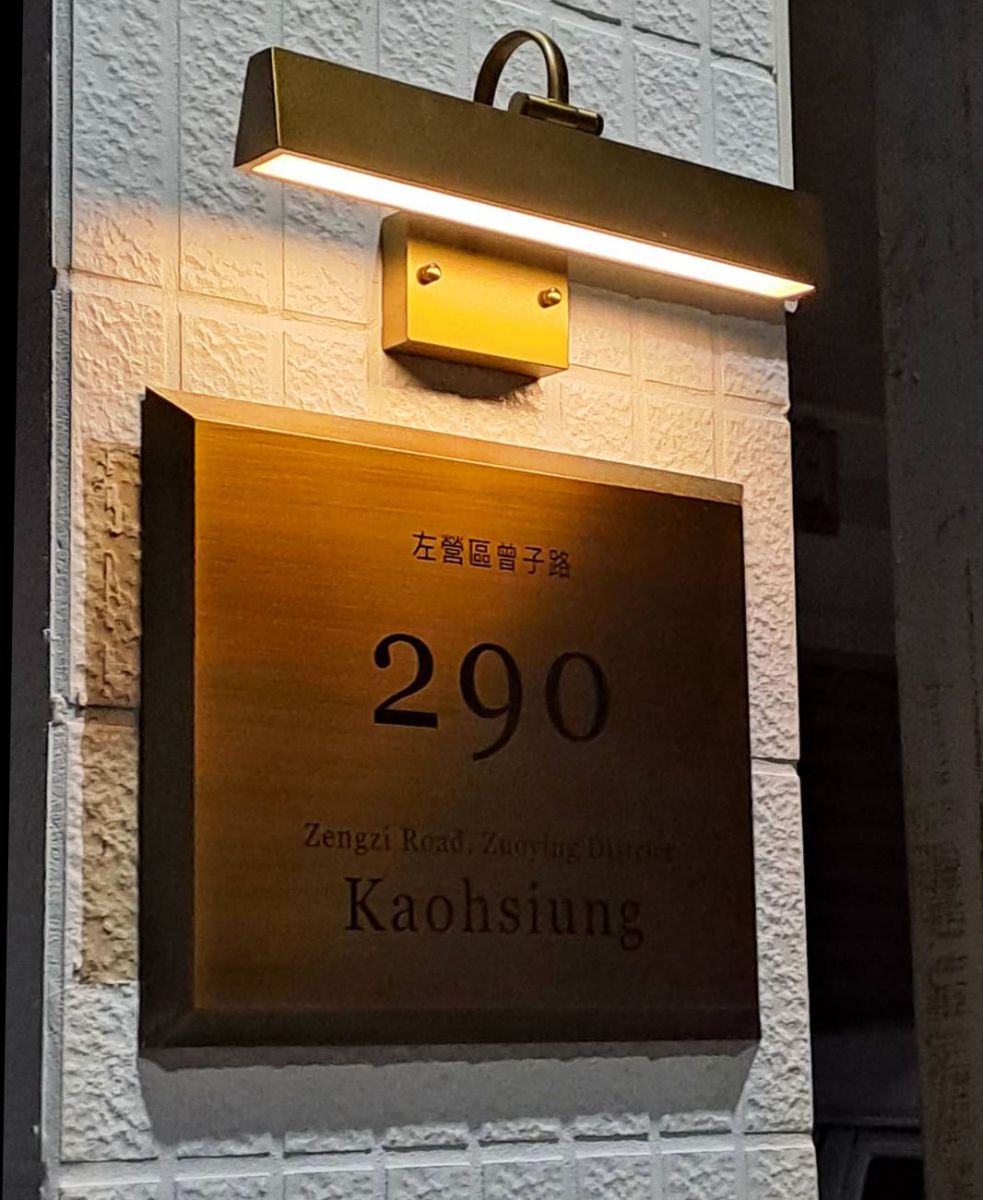 左營區曾子路
290
Zengzi Road, Zuoying District
Kaohsiung